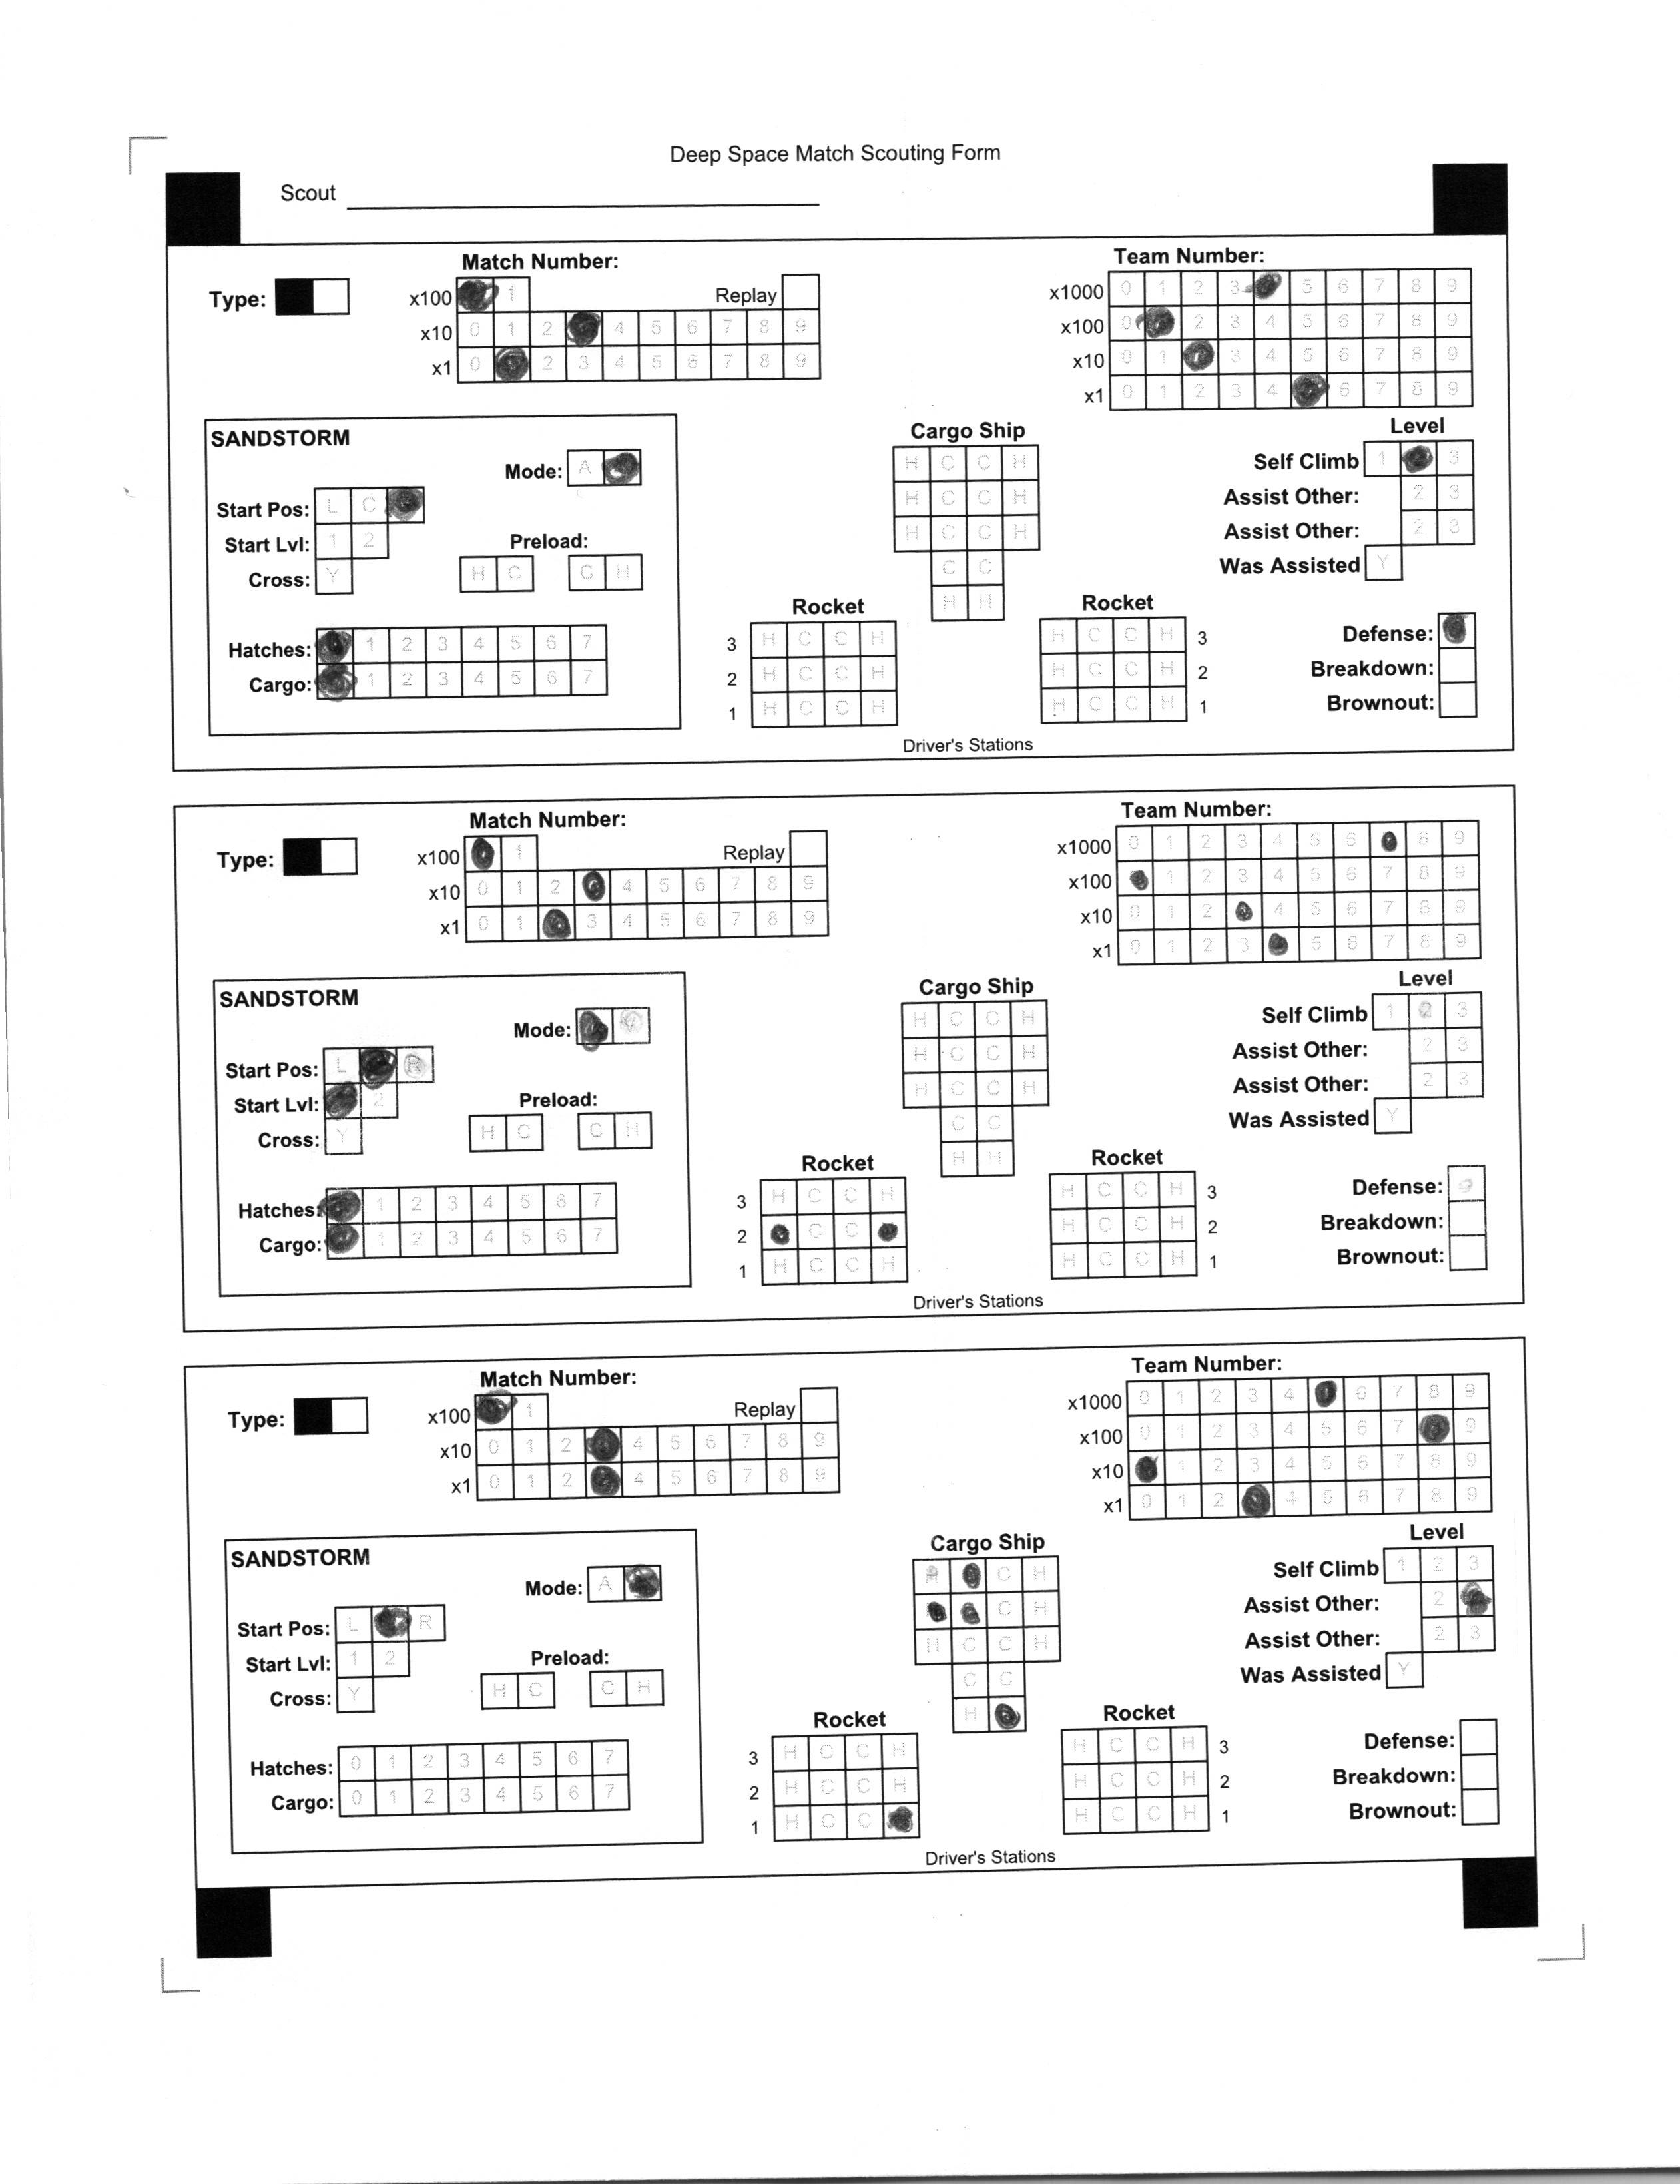 Deep Space Match Scouting Form
Scout
Match Number:
Team Number:
Type:
x100 1 Replay
x10 0 1 2 4 5 6 7 8 9
x1 0 2 3 4 5 6 7 8 9
x1000 0 1 2 3 5 6 7 8 9
x100 0 2 3 4 5 6 7 8 9
x10 0 1 3 4 5 6 7 8 9
x1 0 1 2 3 4 6 7 8 9
SANDSTORM
Mode: A
Start Pos: L C
Start Lvl: 1 2
Cross: Y
Preload:
H C C H
Hatches: 1 2 3 4 5 6 7
Cargo: 1 2 3 4 5 6 7
Cargo Ship
H C C H
H C C H
H C C H
C C
H H
Rocket
3 H C C H
2 H C C H
1 H C C H
Rocket
H C C H 3
H C C H 2
H C C H 1
Driver's Stations
Level
Self Climb 1 3
Assist Other: 2 3
Assist Other: 2 3
Was Assisted Y
Defense:
Breakdown:
Brownout:
Match Number:
Team Number:
Type:
x100 1 Replay
x10 0 1 2 4 5 6 7 8 9
x1 0 1 3 4 5 6 7 8 9
x1000 0 1 2 3 4 5 6 8 9
x100 1 2 3 4 5 6 7 8 9
x10 0 1 2 4 5 6 7 8 9
x1 0 1 2 3 5 6 7 8 9
SANDSTORM
Mode:
Start Pos: L R
Start Lvl: 2
Cross: Y
Preload:
H C C H
Hatches: 1 2 3 4 5 6 7
Cargo: 1 2 3 4 5 6 7
Cargo Ship
H C C H
H C C H
H C C H
C C
H H
Rocket
3 H C C H
2 C C
1 H C C H
Rocket
H C C H 3
H C C H 2
H C C H 1
Driver's Stations
Level
Self Climb 1 2 3
Assist Other: 2 3
Assist Other: 2 3
Was Assisted Y
Defense:
Breakdown:
Brownout:
Match Number:
Team Number:
Type:
x100 1 Replay
x10 0 1 2 4 5 6 7 8 9
x1 0 1 2 4 5 6 7 8 9
x1000 0 1 2 3 4 6 7 8 9
x100 0 1 2 3 4 5 6 7 9
x10 1 2 3 4 5 6 7 8 9
x1 0 1 2 4 5 6 7 8 9
SANDSTORM
Mode: A
Start Pos: L R
Start Lvl: 1 2
Cross: Y
Preload:
H C C H
Hatches: 0 1 2 3 4 5 6 7
Cargo: 0 1 2 3 4 5 6 7
Cargo Ship
H C H
C H
H C C H
C C
H
Rocket
3 H C C H
2 H C C H
1 H C C
Rocket
H C C H 3
H C C H 2
H C C H 1
Driver's Stations
Level
Self Climb 1 2 3
Assist Other: 2
Assist Other: 2 3
Was Assisted Y
Defense:
Breakdown:
Brownout: